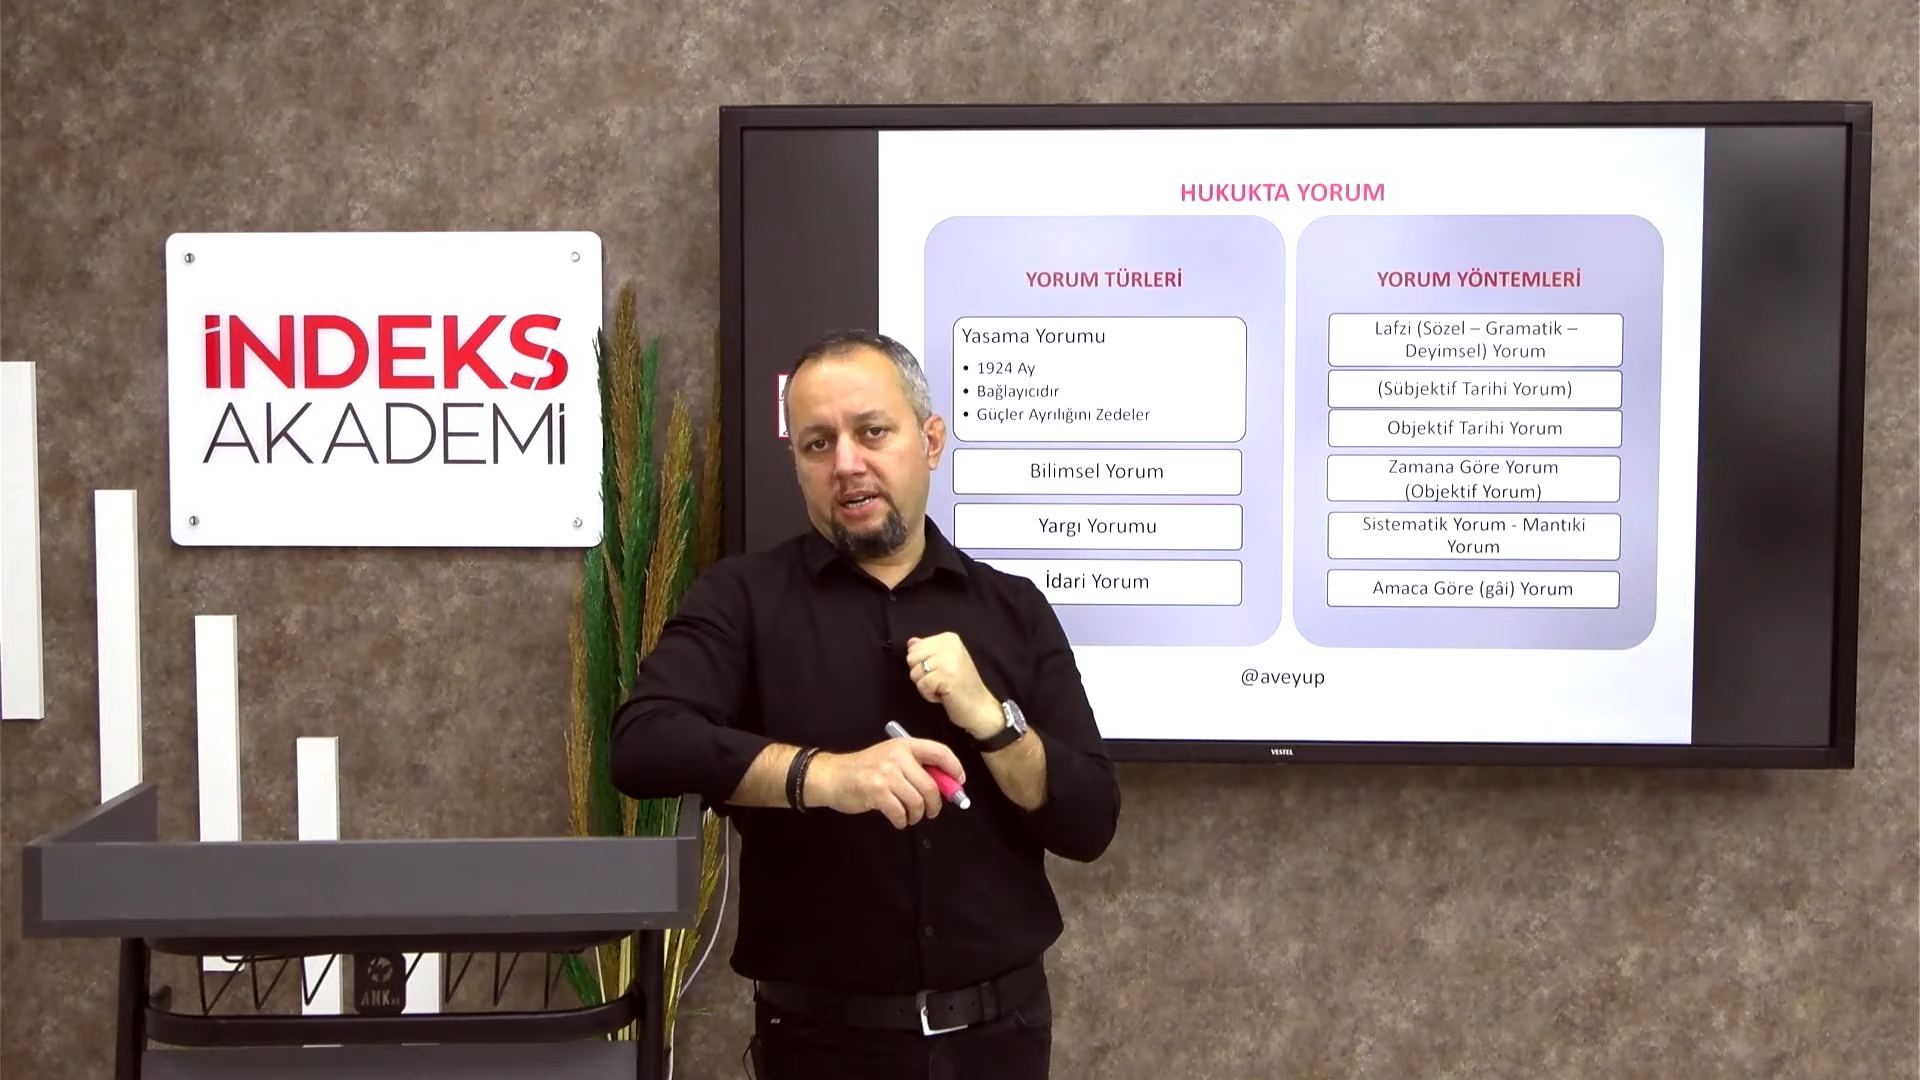 İNDEKS
AKADEMİ
HUKUKTA YORUM
YORUM TÜRLERİ
Yasama Yorumu
• 1924 Ay
• Bağlayıcıdır
• Güçler Ayrılığını Zedeler
Bilimsel Yorum
Yargı Yorumu
İdari Yorum
YORUM YÖNTEMLERİ
Lafzi (Sözel – Gramatik –
Deyimsel) Yorum
(Sübjektif Tarihi Yorum)
Objektif Tarihi Yorum
Zamana Göre Yorum
(Objektif Yorum)
Sistematik Yorum - Mantıki
Yorum
Amaca Göre (gâi) Yorum
@aveyup
VESTEL
ANKA